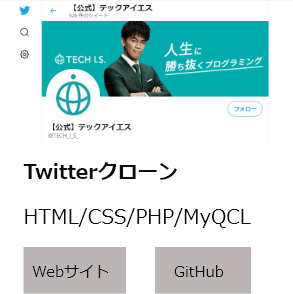 【公式】テックアイエス
928 件のツイート
TECH I.S.
人生に
勝ち抜くプログラミング
フォロー
【公式】テックアイエス
@TECH_I_S_
Twitterクローン
HTML/CSS/PHP/MyQCL
Webサイト
GitHub